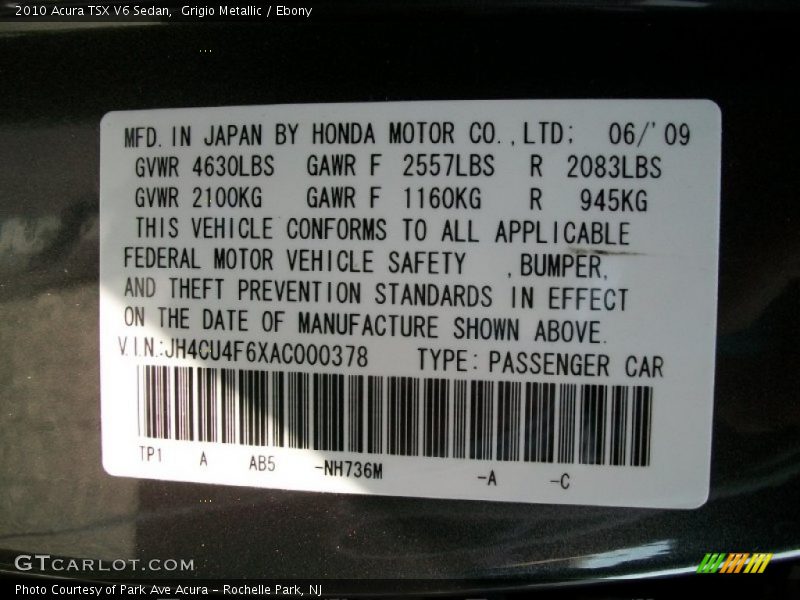 2010 Acura TSX V6 Sedan,  Grigio Metallic / Ebony
MFD. IN JAPAN BY HONDA MOTOR CO.,LTD; 06/'09
GVWR 4630LBS GAWR F 2557LBS R 2083LBS
GVWR 2100KG GAWR F 1160KG R 945KG
THIS VEHICLE CONFORMS TO ALL APPLICABLE
FEDERAL MOTOR VEHICLE SAFETY ,BUMPER,
AND THEFT PREVENTION STANDARDS IN EFFECT
ON THE DATE OF MANUFACTURE SHOWN ABOVE.
V.I.N.:JH4CU4F6XAC000378 TYPE: PASSENGER CAR
TP1 A AB5 -NH736M -A -C
GTCARLOT.COM
Photo Courtesy of Park Ave Acura - Rochelle Park, NJ